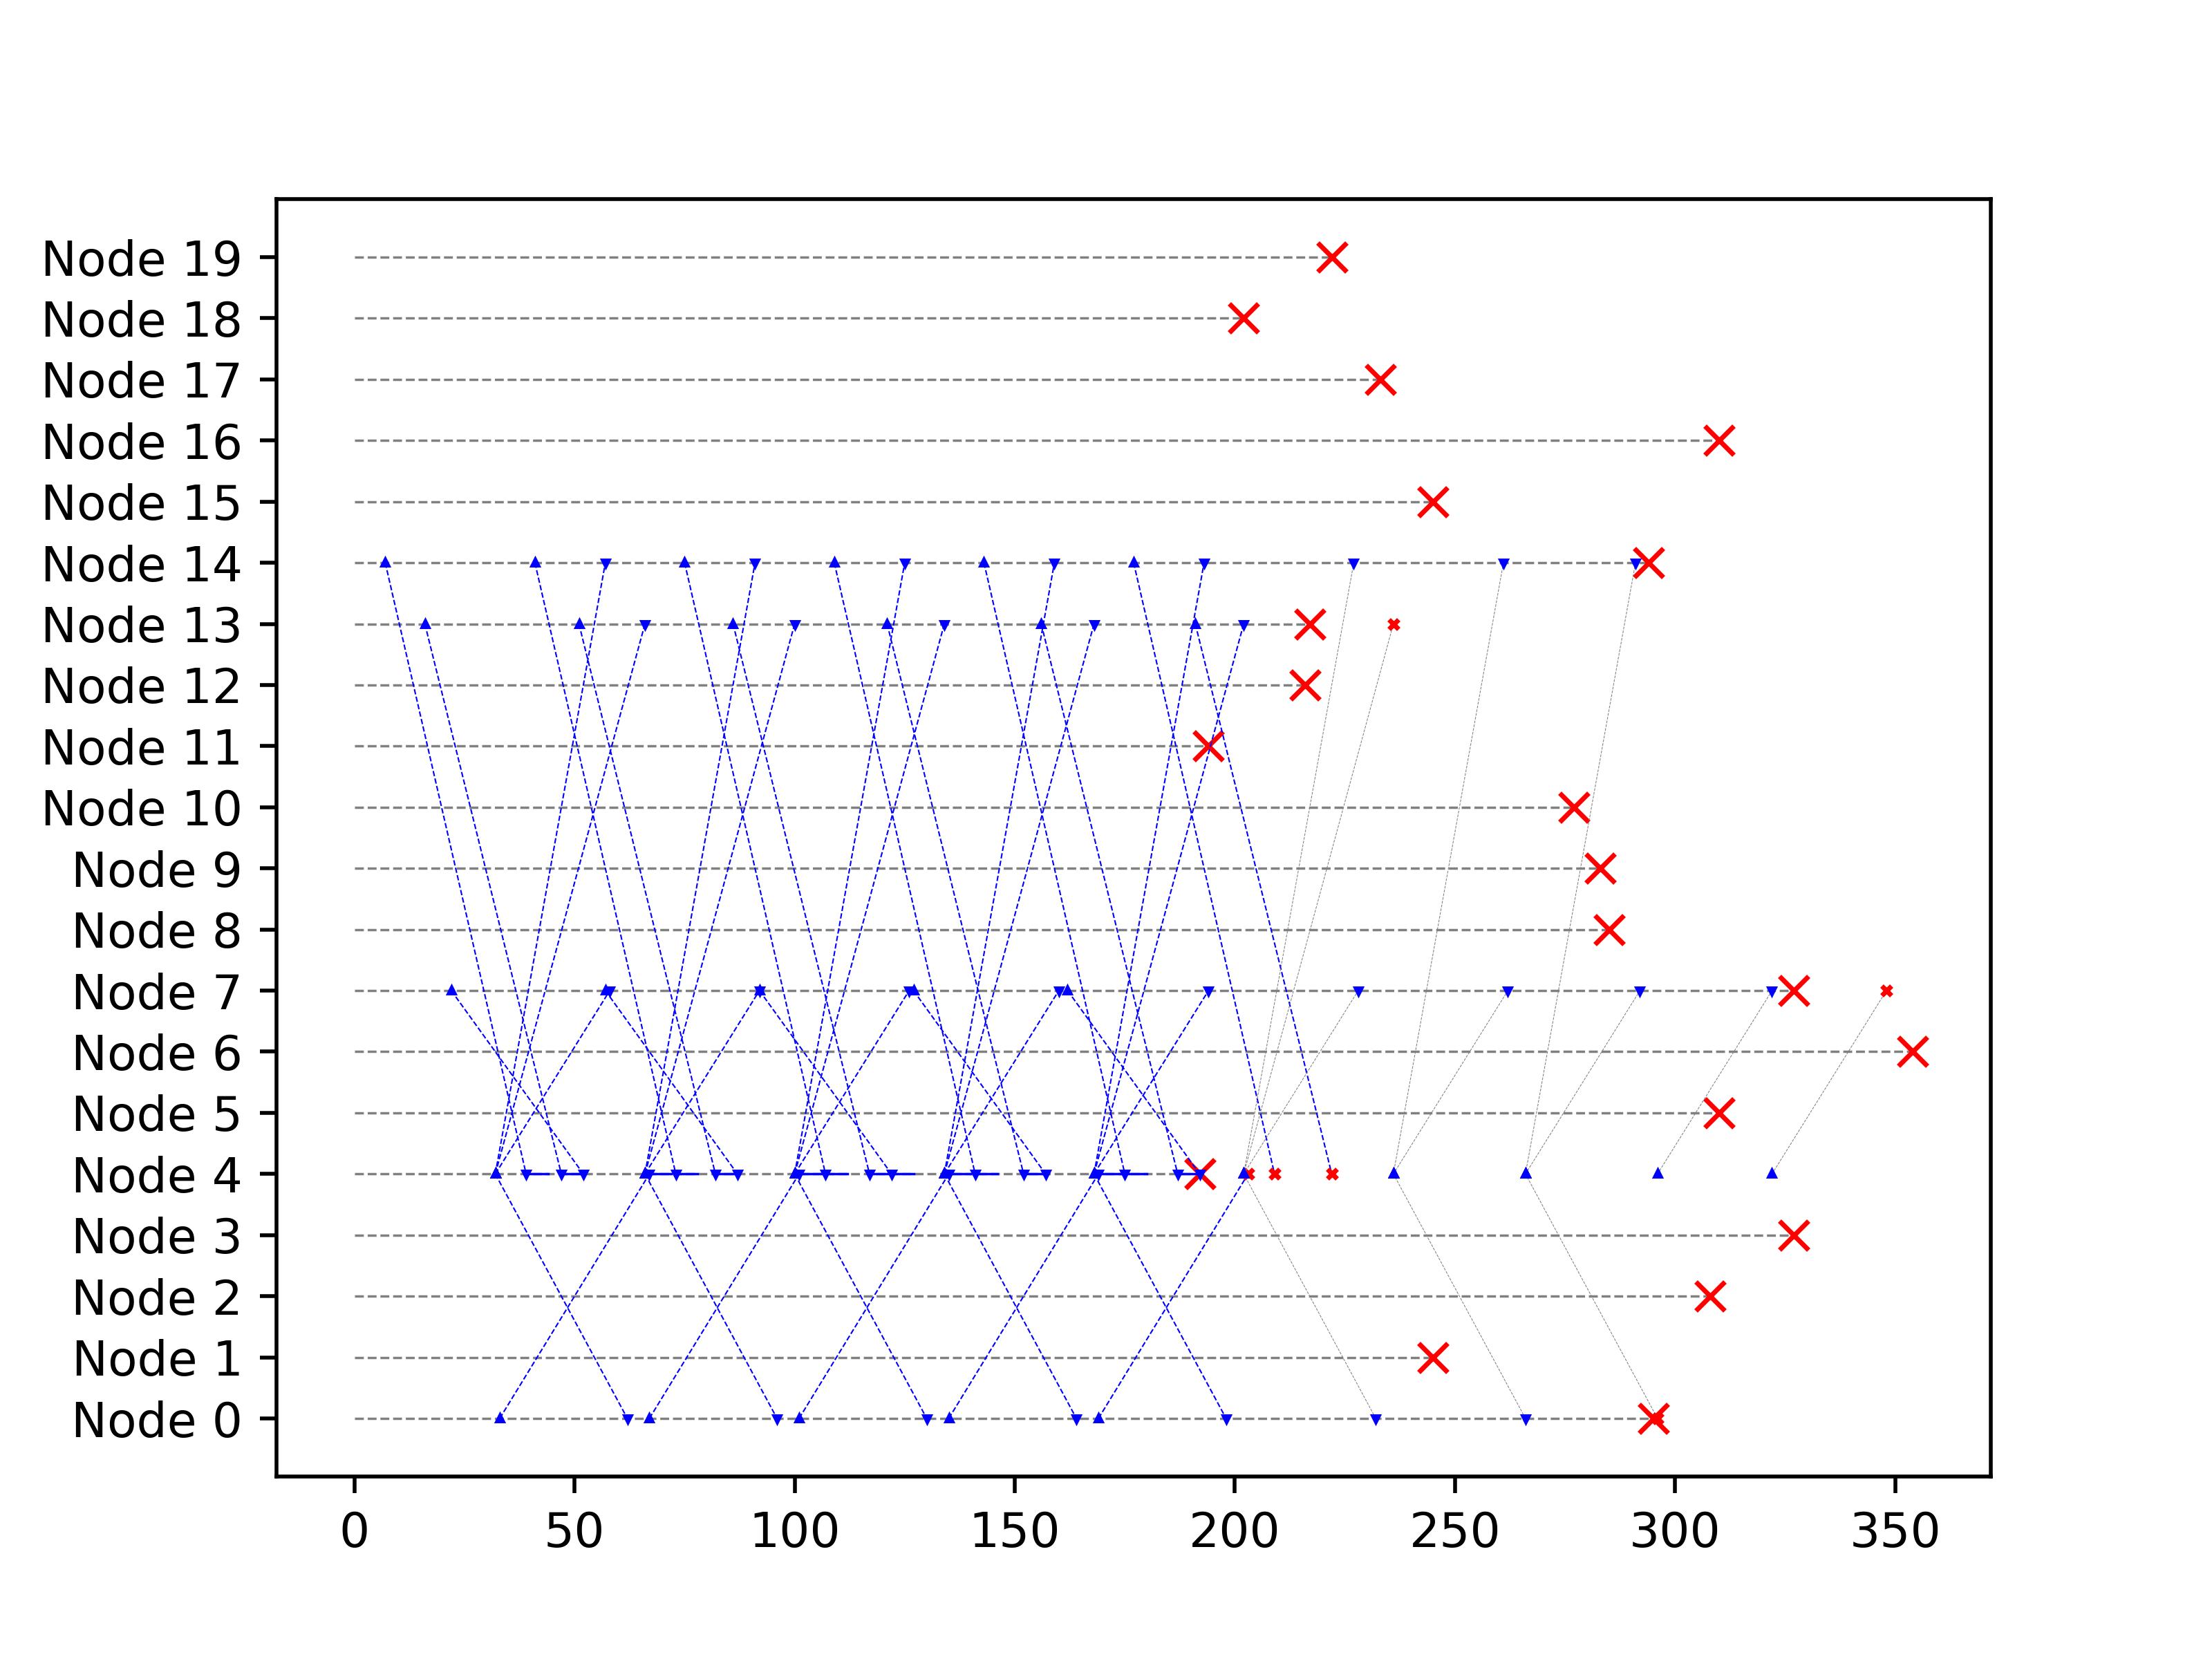 Node 19
Node 18
Node 17
Node 16
Node 15
Node 14
Node 13
Node 12
Node 11
Node 10
Node 9
Node 8
Node 7
Node 6
Node 5
Node 4
Node 3
Node 2
Node 1
Node 0
0 50 100 150 200 250 300 350